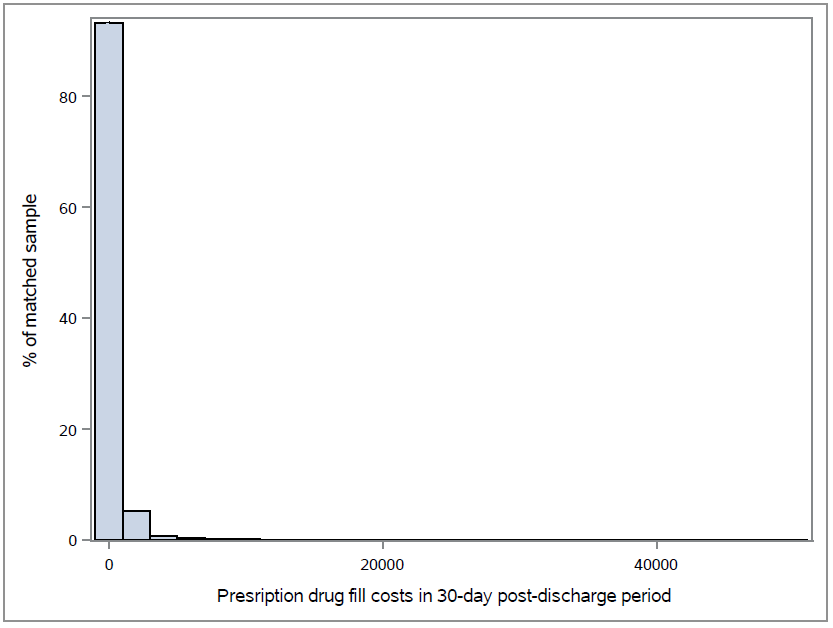 80
60
40
20
0
% of matched sample
0 20000 40000
Presription drug fill costs in 30-day post-discharge period